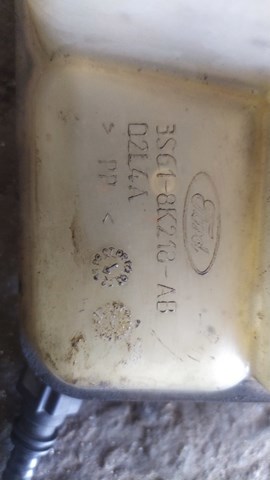 Ford
3S61-8K218-AB
D2L4A
> PP <